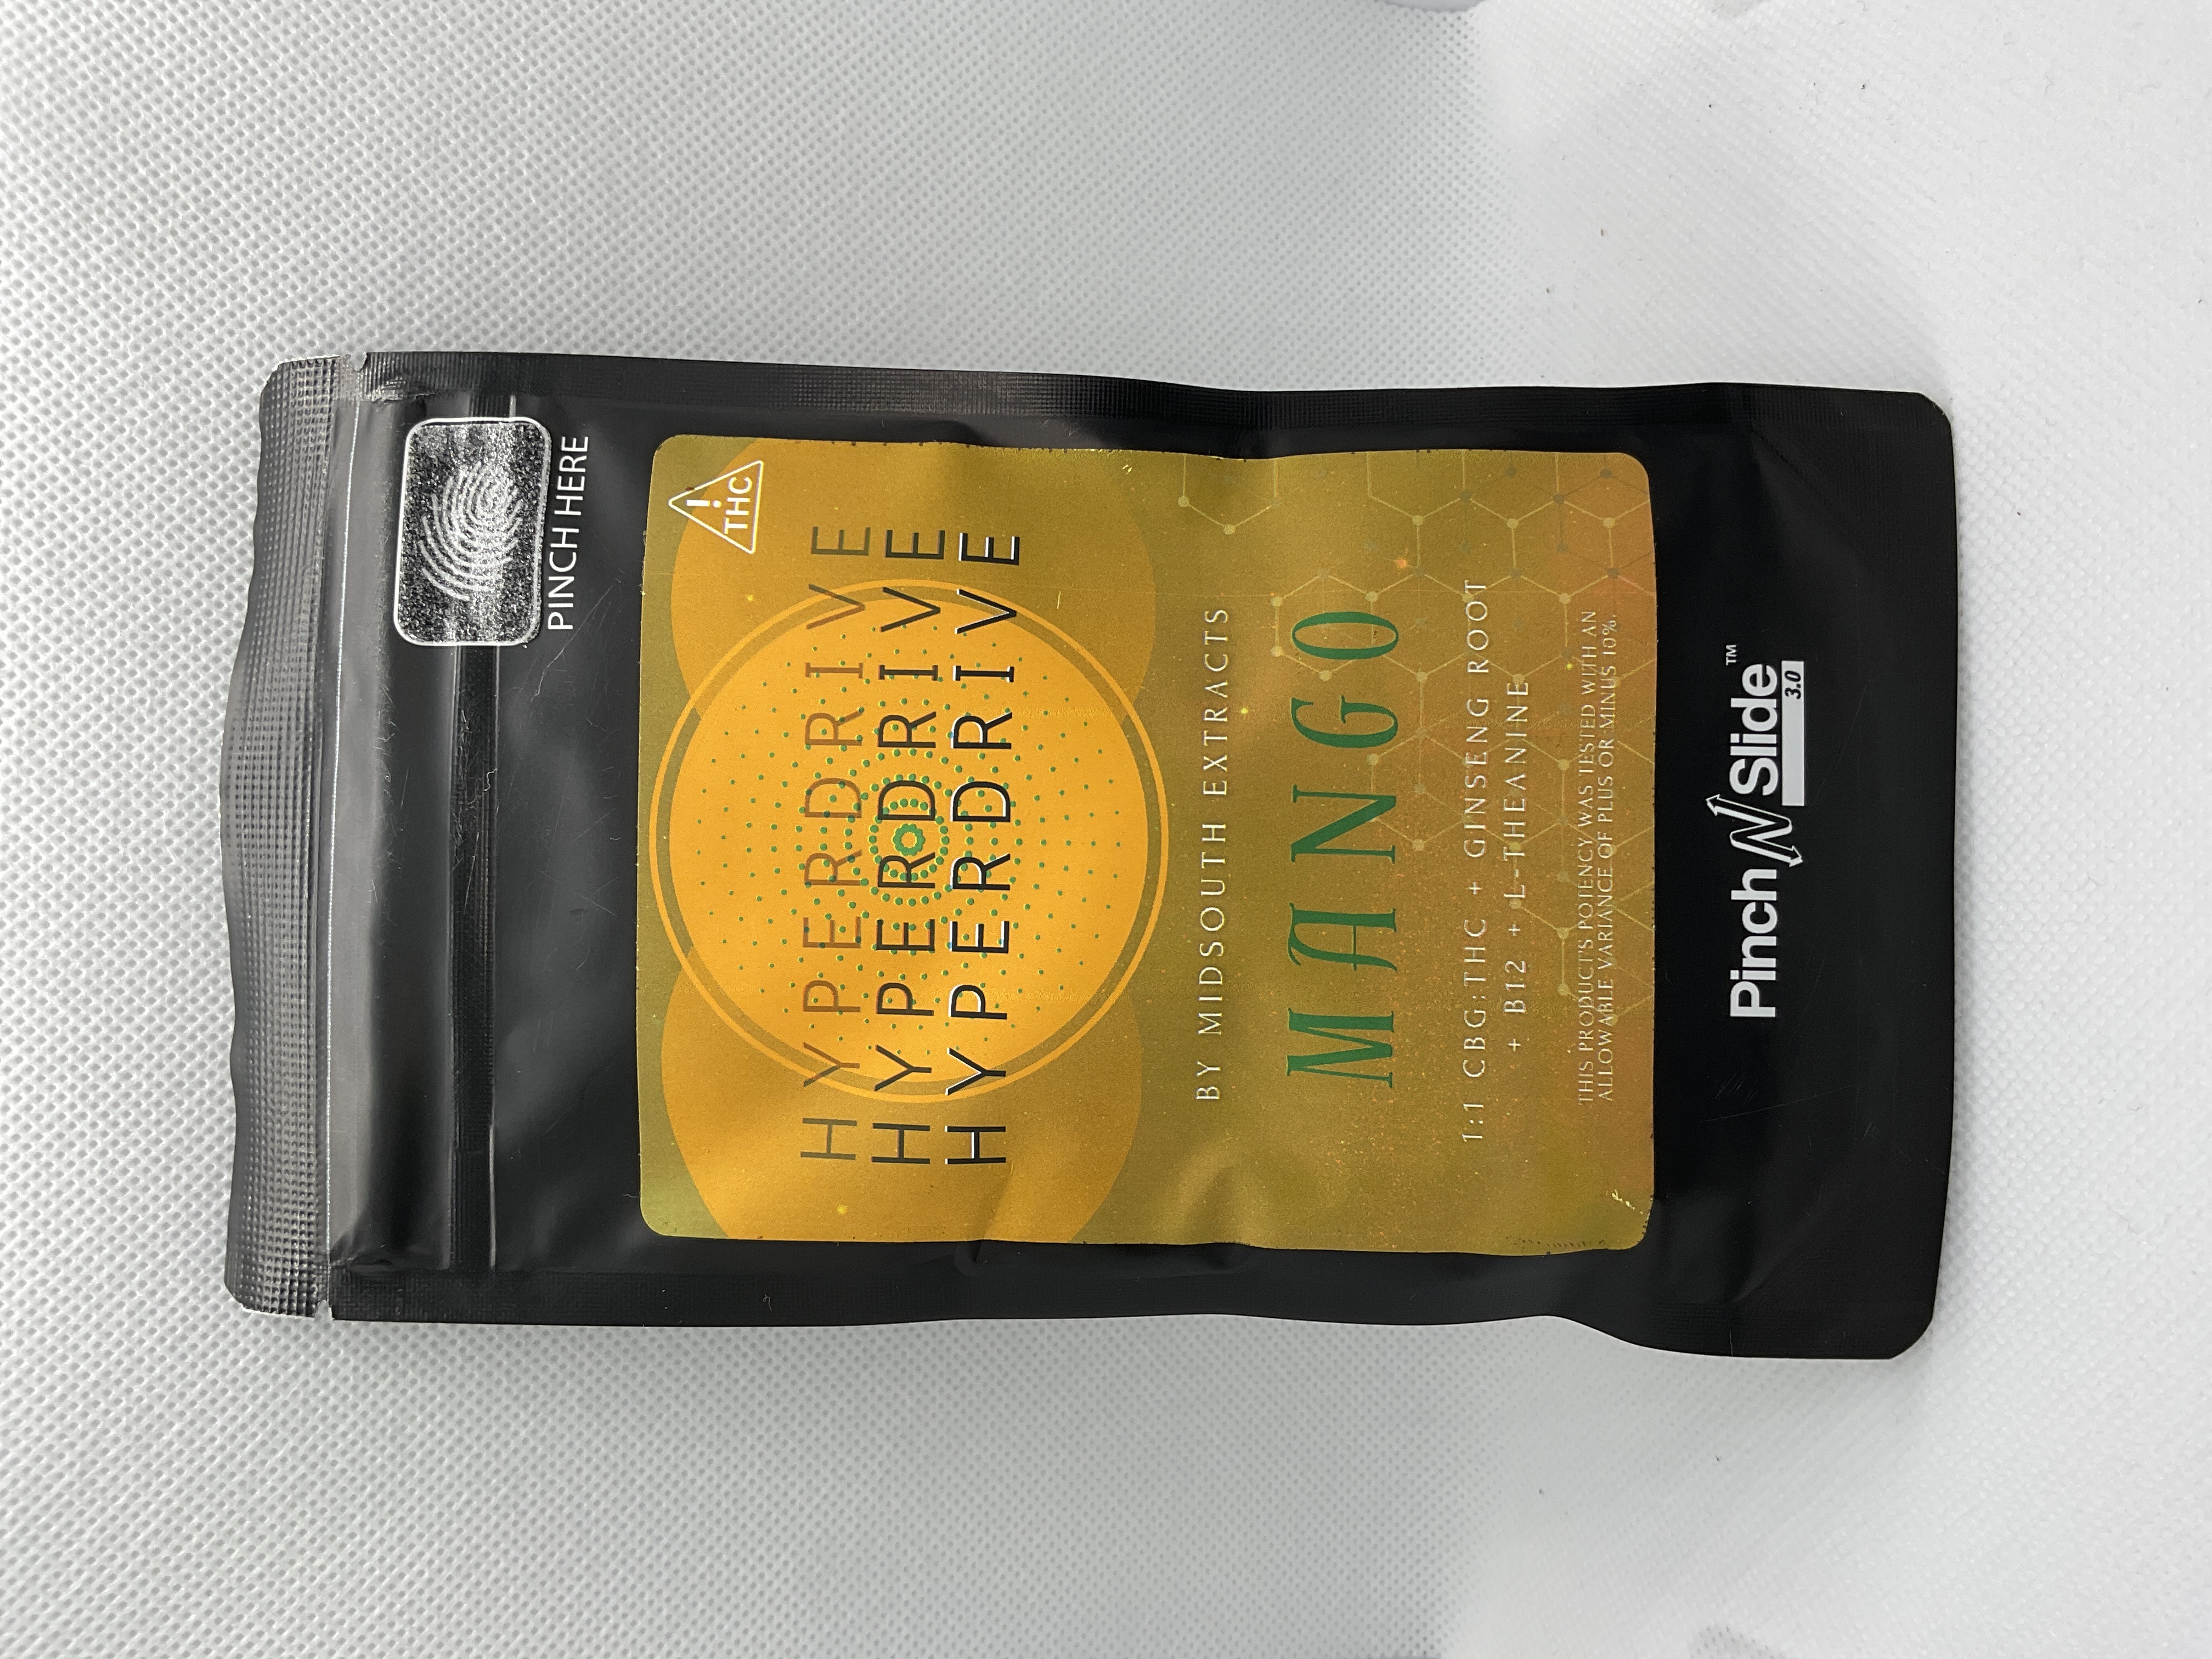 PINCH HERE
! THC
HYPERDRIVE
HYPERDRIVE
HYPERDRIVE
BY MIDSOUTH EXTRACTS
MANGO
1:1 CBG:THC + GINSENG ROOT
+ B12 + L-THEANINE
THIS PRODUCT'S POTENCY WAS TESTED WITH AN
ALLOWABLE VARIANCE OF PLUS OR MINUS 10%.
Pinch N Slide™
3.0